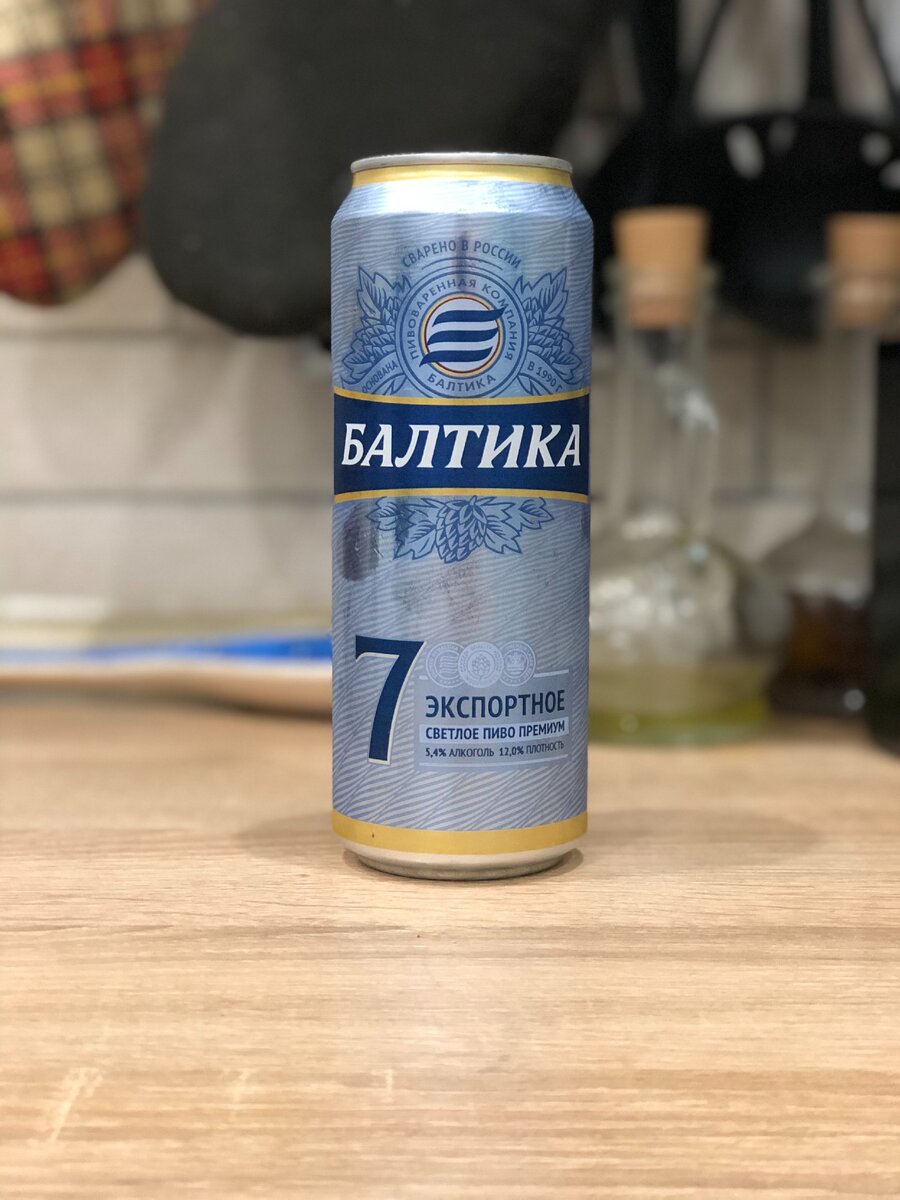 СВАРЕНО В РОССИИ
ПИВОВАРЕННАЯ КОМПАНИЯ
БАЛТИКА
ОСНОВАНА В 1990 Г.
БАЛТИКА
7
ЭКСПОРТНОЕ
СВЕТЛОЕ ПИВО ПРЕМИУМ
5,4% АЛКОГОЛЬ 12,0% ПЛОТНОСТЬ